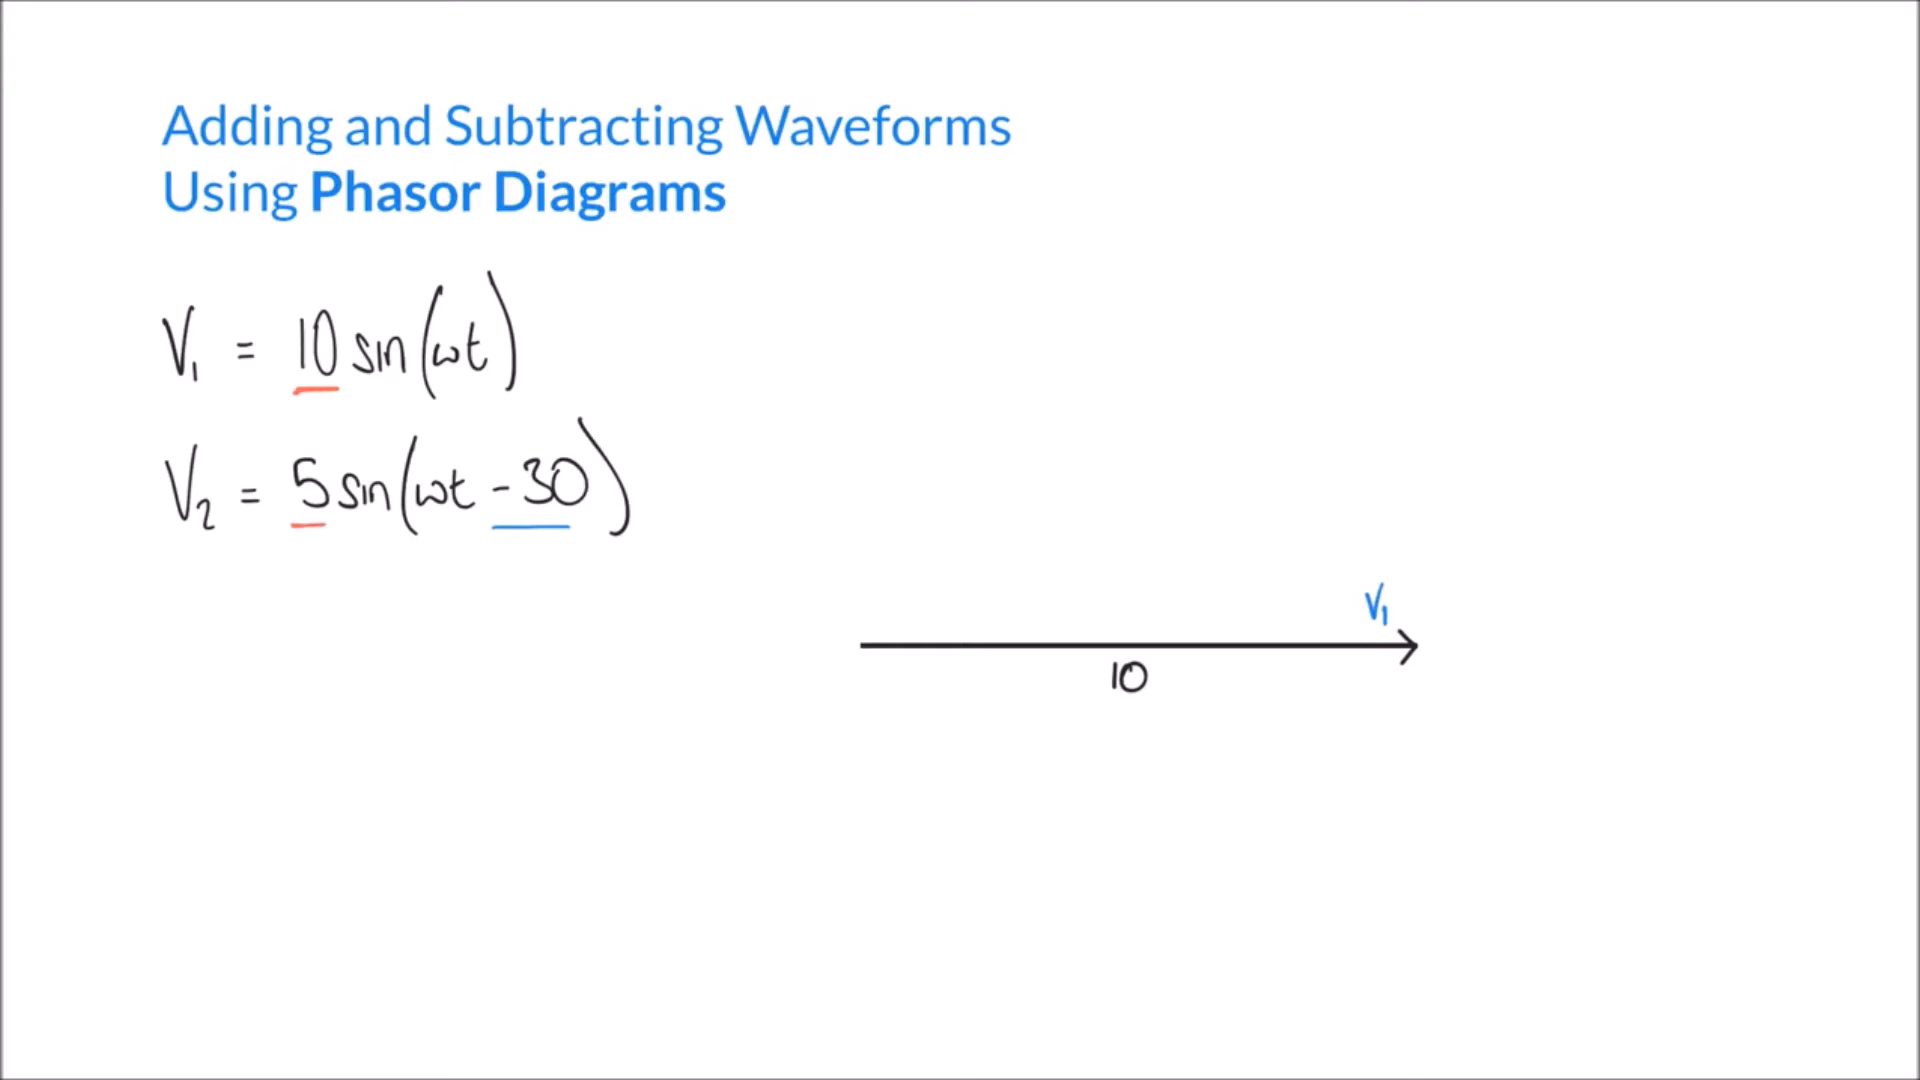 Adding and Subtracting Waveforms
Using Phasor Diagrams
V₁ = 10 sin(ωt)
V₂ = 5 sin(ωt - 30)
V₁
10